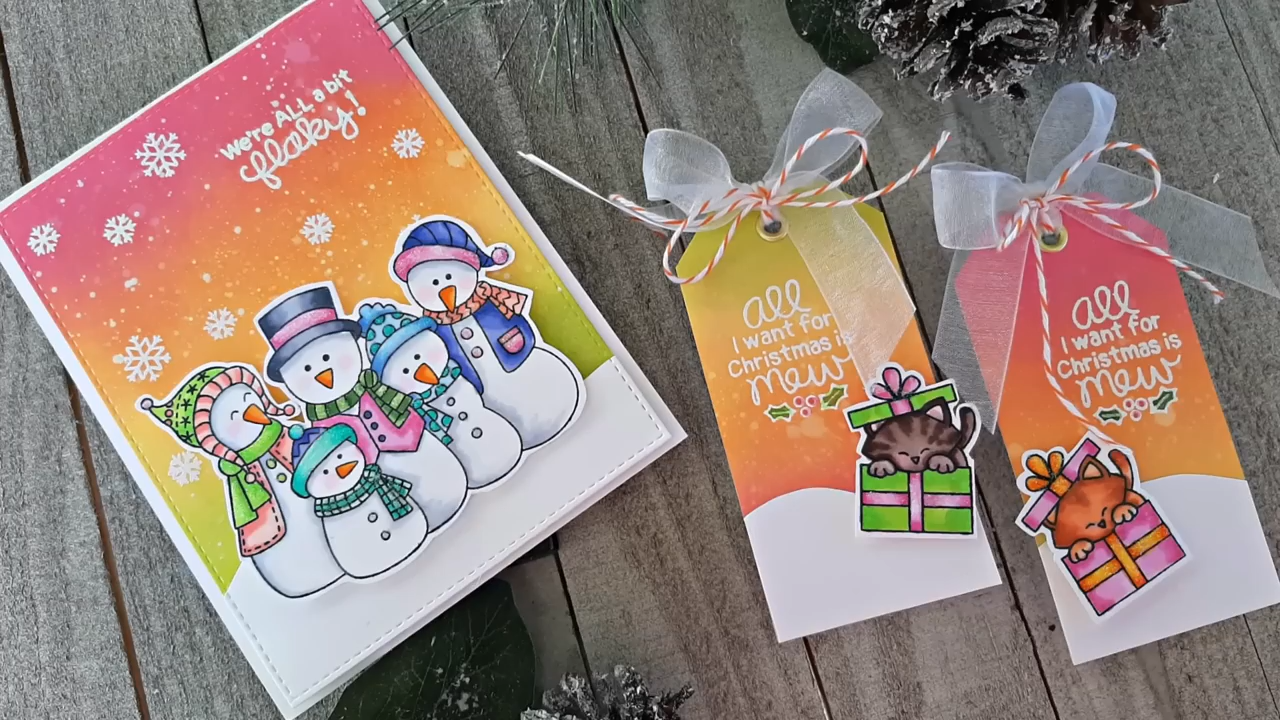 We're ALL a bit
flaky!
all
I want for
Christmas is
mew
all
I want for
Christmas is
mew